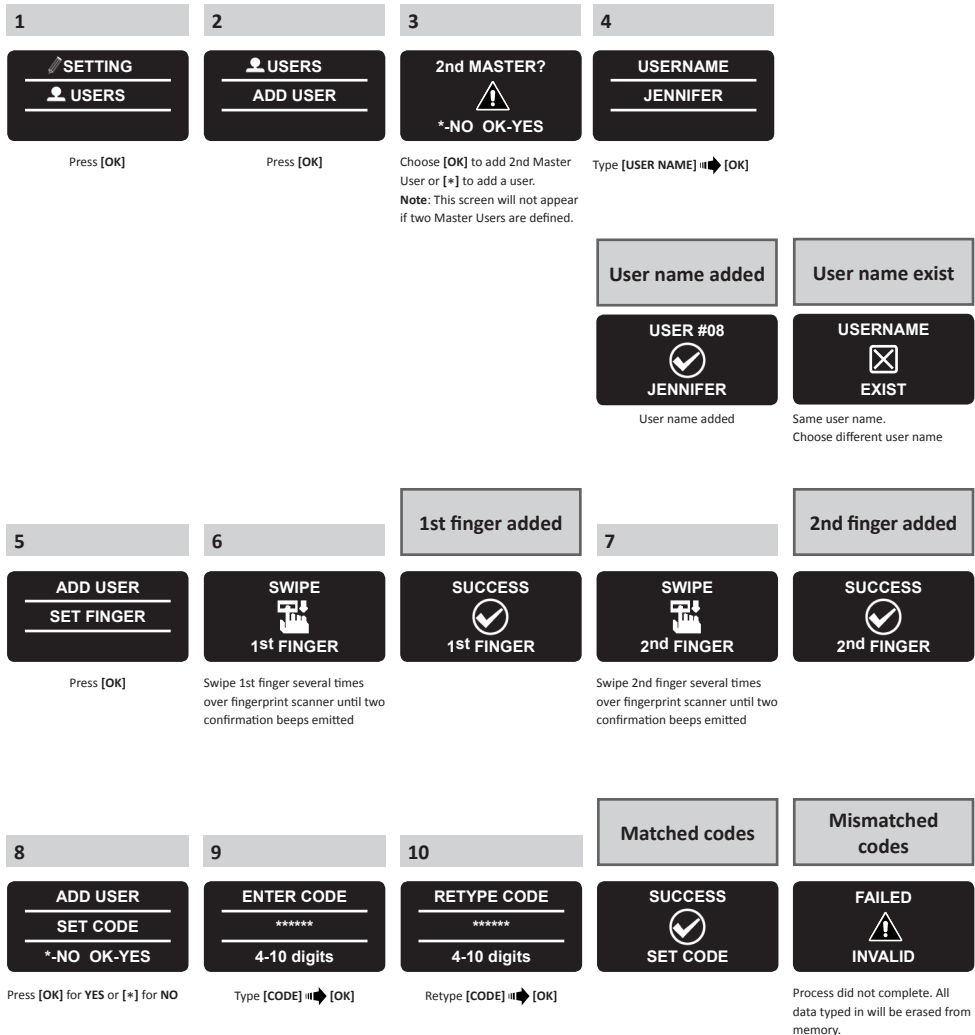 1
2
3
4
SETTING
USERS
Press [OK]
USERS
ADD USER
Press [OK]
2nd MASTER?
*-NO OK-YES
Choose [OK] to add 2nd Master
User or [*] to add a user.
Note: This screen will not appear
if two Master Users are defined.
USERNAME
JENNIFER
Type [USER NAME] [OK]
User name added
USER #08
JENNIFER
User name added
User name exist
USERNAME
EXIST
Same user name.
Choose different user name
5
ADD USER
SET FINGER
Press [OK]
6
SWIPE
1st FINGER
Swipe 1st finger several times
over fingerprint scanner until two
confirmation beeps emitted
1st finger added
SUCCESS
1st FINGER
7
SWIPE
2nd FINGER
Swipe 2nd finger several times
over fingerprint scanner until two
confirmation beeps emitted
2nd finger added
SUCCESS
2nd FINGER
8
ADD USER
SET CODE
*-NO OK-YES
Press [OK] for YES or [*] for NO
9
ENTER CODE
******
4-10 digits
Type [CODE] [OK]
10
RETYPE CODE
******
4-10 digits
Retype [CODE] [OK]
Matched codes
SUCCESS
SET CODE
Mismatched
codes
FAILED
INVALID
Process did not complete. All
data typed in will be erased from
memory.